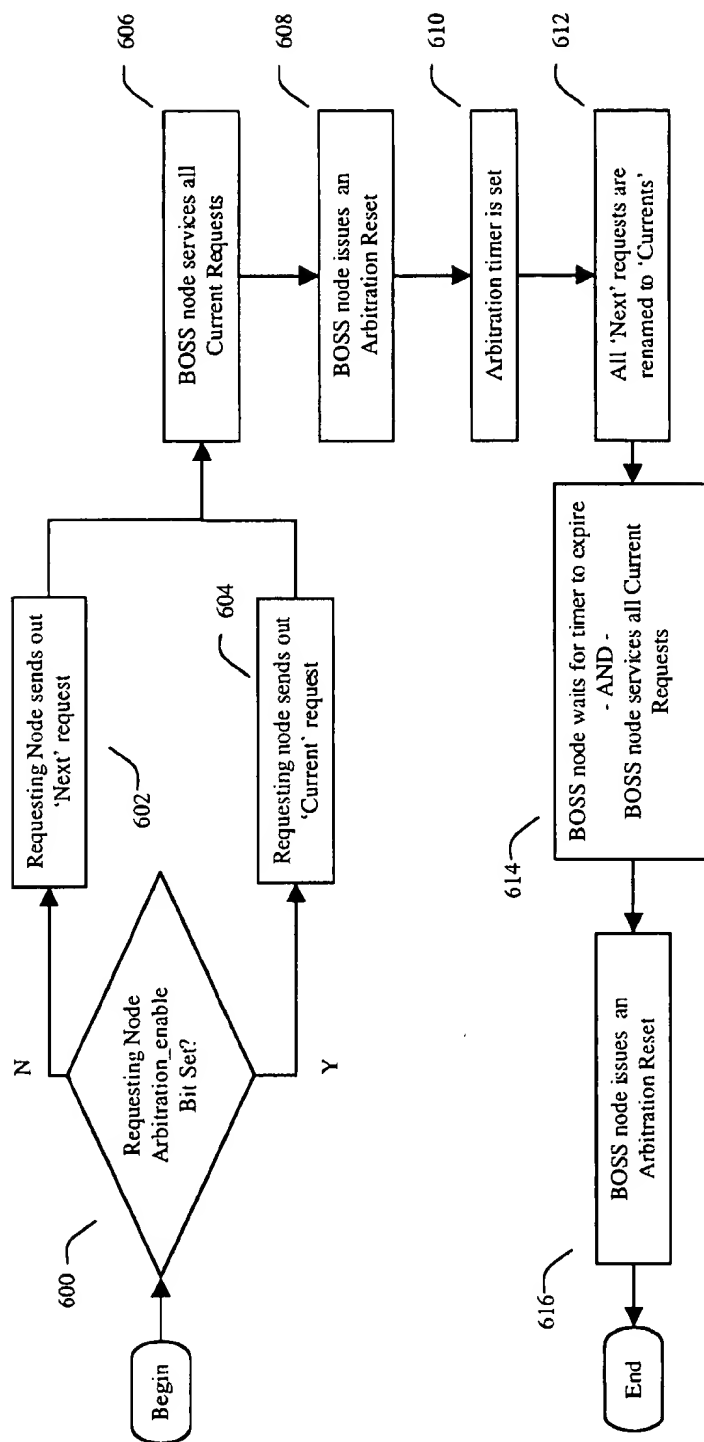 Begin
600
Requesting Node
Arbitration_enable
Bit Set?
N
Y
Requesting Node sends out
'Next' request
602
Requesting node sends out
'Current' request
604
BOSS node services all
Current Requests
606
BOSS node issues an
Arbitration Reset
608
Arbitration timer is set
610
All 'Next' requests are
renamed to 'Currents'
612
BOSS node waits for timer to expire
- AND -
BOSS node services all Current
Requests
614
BOSS node issues an
Arbitration Reset
616
End